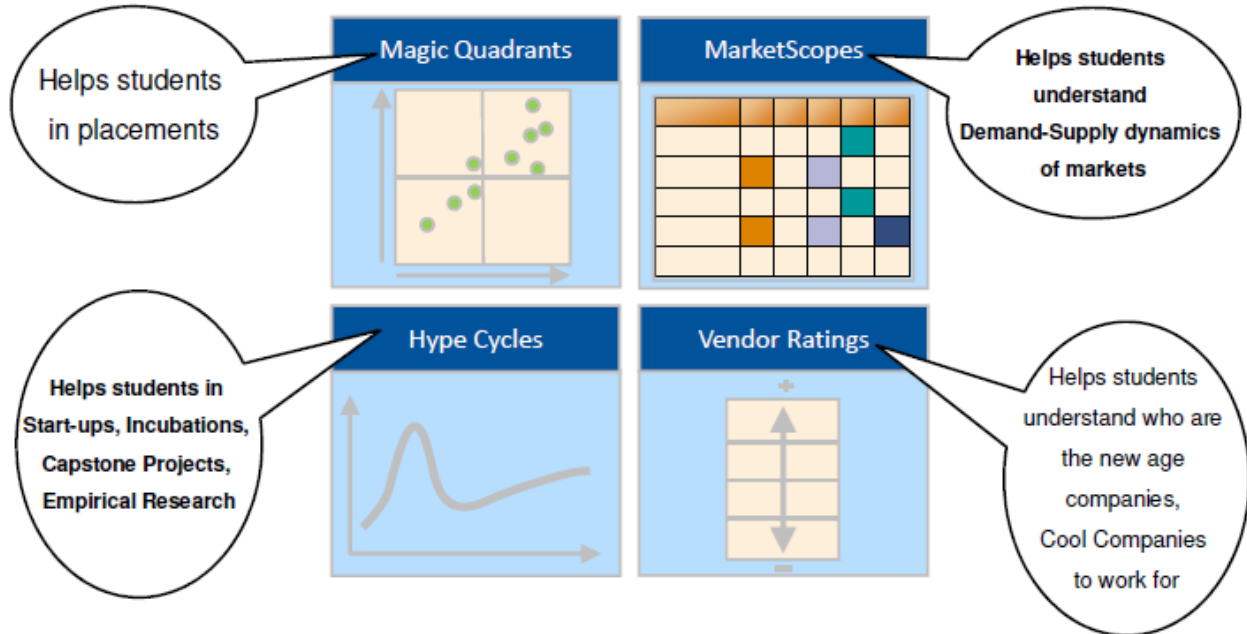 Magic Quadrants
Helps students
in placements
MarketScopes
Helps students
understand
Demand-Supply dynamics
of markets
Hype Cycles
Helps students in
Start-ups, Incubations,
Capstone Projects,
Empirical Research
Vendor Ratings
+
–
Helps students
understand who are
the new age
companies,
Cool Companies
to work for